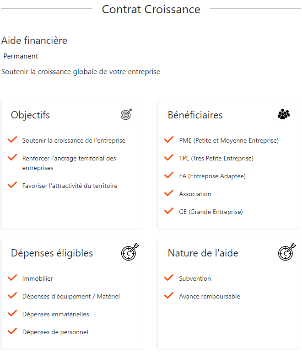 Contrat Croissance
Aide financière
Permanent
Soutenir la croissance globale de votre entreprise
Objectifs
Soutenir la croissance de l'entreprise
Renforcer l'ancrage territorial des
entreprises
Favoriser l'attractivité du territoire
Bénéficiaires
PME (Petite et Moyenne Entreprise)
TPE (Très Petite Entreprise)
EA (Entreprise Adaptée)
Association
GE (Grande Entreprise)
Dépenses éligibles
Immobilier
Dépenses d'équipement / Matériel
Dépenses immatérielles
Dépenses de personnel
Nature de l'aide
Subvention
Avance remboursable